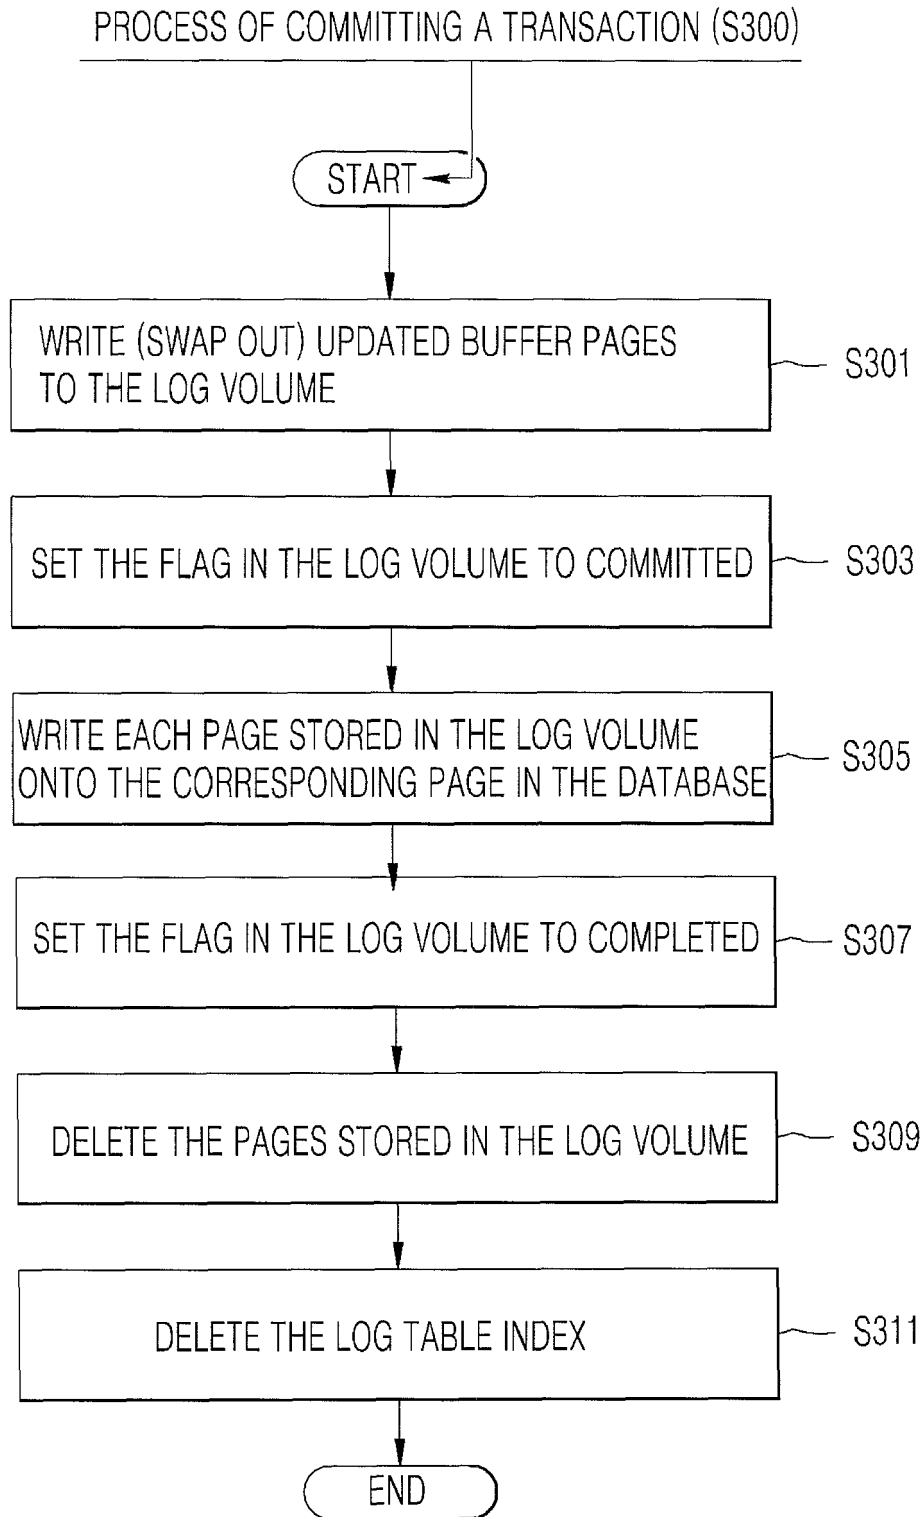 PROCESS OF COMMITTING A TRANSACTION (S300)
START
WRITE (SWAP OUT) UPDATED BUFFER PAGES
TO THE LOG VOLUME
S301
SET THE FLAG IN THE LOG VOLUME TO COMMITTED
S303
WRITE EACH PAGE STORED IN THE LOG VOLUME
ONTO THE CORRESPONDING PAGE IN THE DATABASE
S305
SET THE FLAG IN THE LOG VOLUME TO COMPLETED
S307
DELETE THE PAGES STORED IN THE LOG VOLUME
S309
DELETE THE LOG TABLE INDEX
S311
END